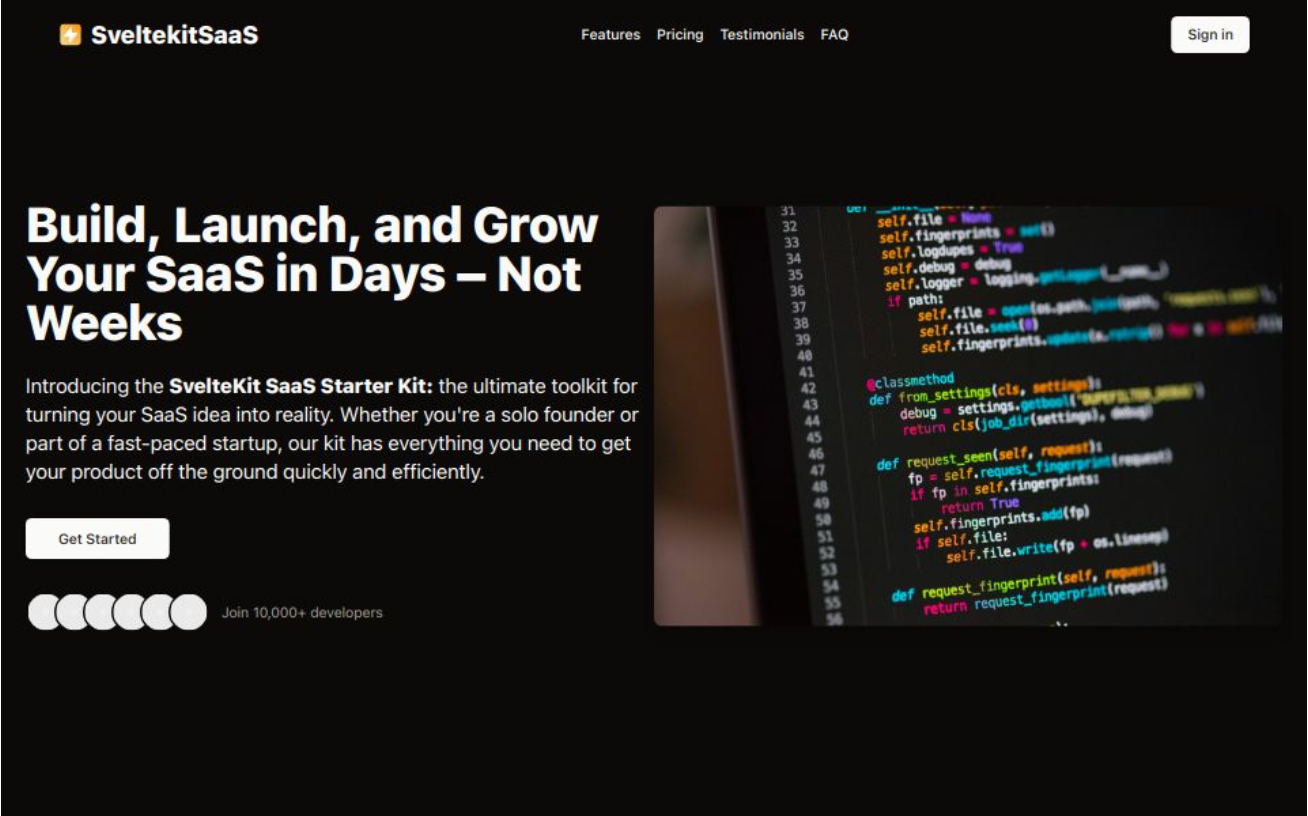 SveltekitSaaS
Features Pricing Testimonials FAQ
Sign in
Build, Launch, and Grow
Your SaaS in Days – Not
Weeks
Introducing the SvelteKit SaaS Starter Kit: the ultimate toolkit for
turning your SaaS idea into reality. Whether you're a solo founder or
part of a fast-paced startup, our kit has everything you need to get
your product off the ground quickly and efficiently.
Get Started
Join 10,000+ developers
31
32 self.file = None
33 self.fingerprints = set()
34 self.logdupes = True
35 self.debug = debug
36 self.logger = logging.getLogger(__name__)
37 if path:
38 self.file = open(os.path.join(path,
39 self.file.seek(0)
40 self.fingerprints.update(
41
42 @classmethod
43 def from_settings(cls, settings):
44 debug = settings.getbool(
45 return cls(job_dir(settings), debug)
46
47 def request_seen(self, request):
48 fp = self.request_fingerprint(request)
49 if fp in self.fingerprints:
50 return True
51 self.fingerprints.add(fp)
52 if self.file:
53 self.file.write(fp + os.linesep)
54
55 def request_fingerprint(self, request):
56 return request_fingerprint(request)